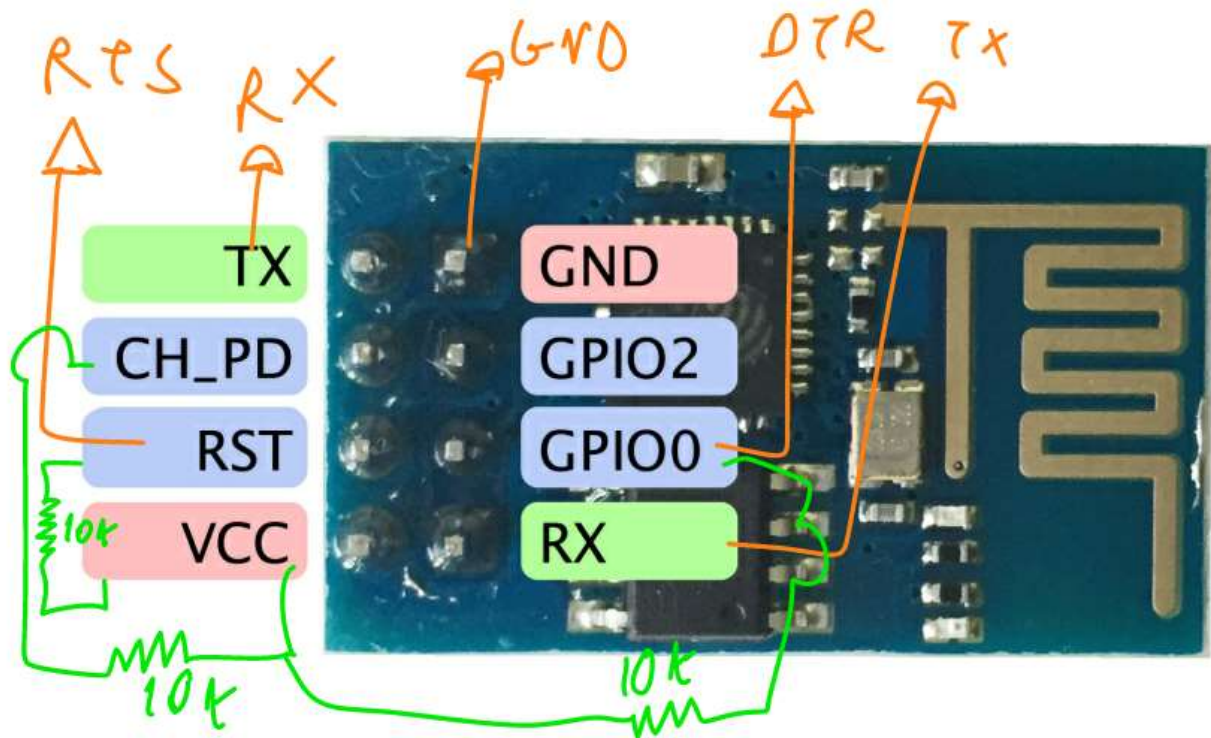 RTS RX GND DTR Tx
TX GND
CH_PD GPIO2
RST GPIO0
10k VCC RX
10k 10k